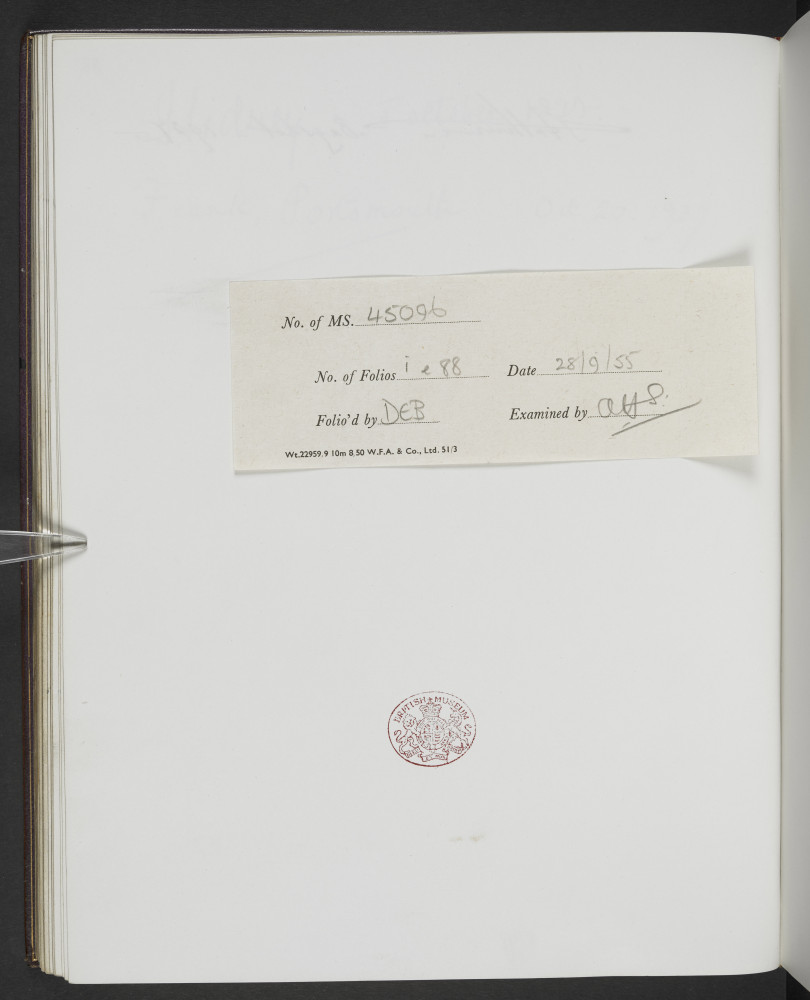 No. of MS. 45096
No. of Folios i e 88 Date 28/9/55
Folio'd by DEB Examined by
Wt.22959.9 10m 8.50 W.F.A. & Co., Ltd. 51/3
BRITISH MUSEUM